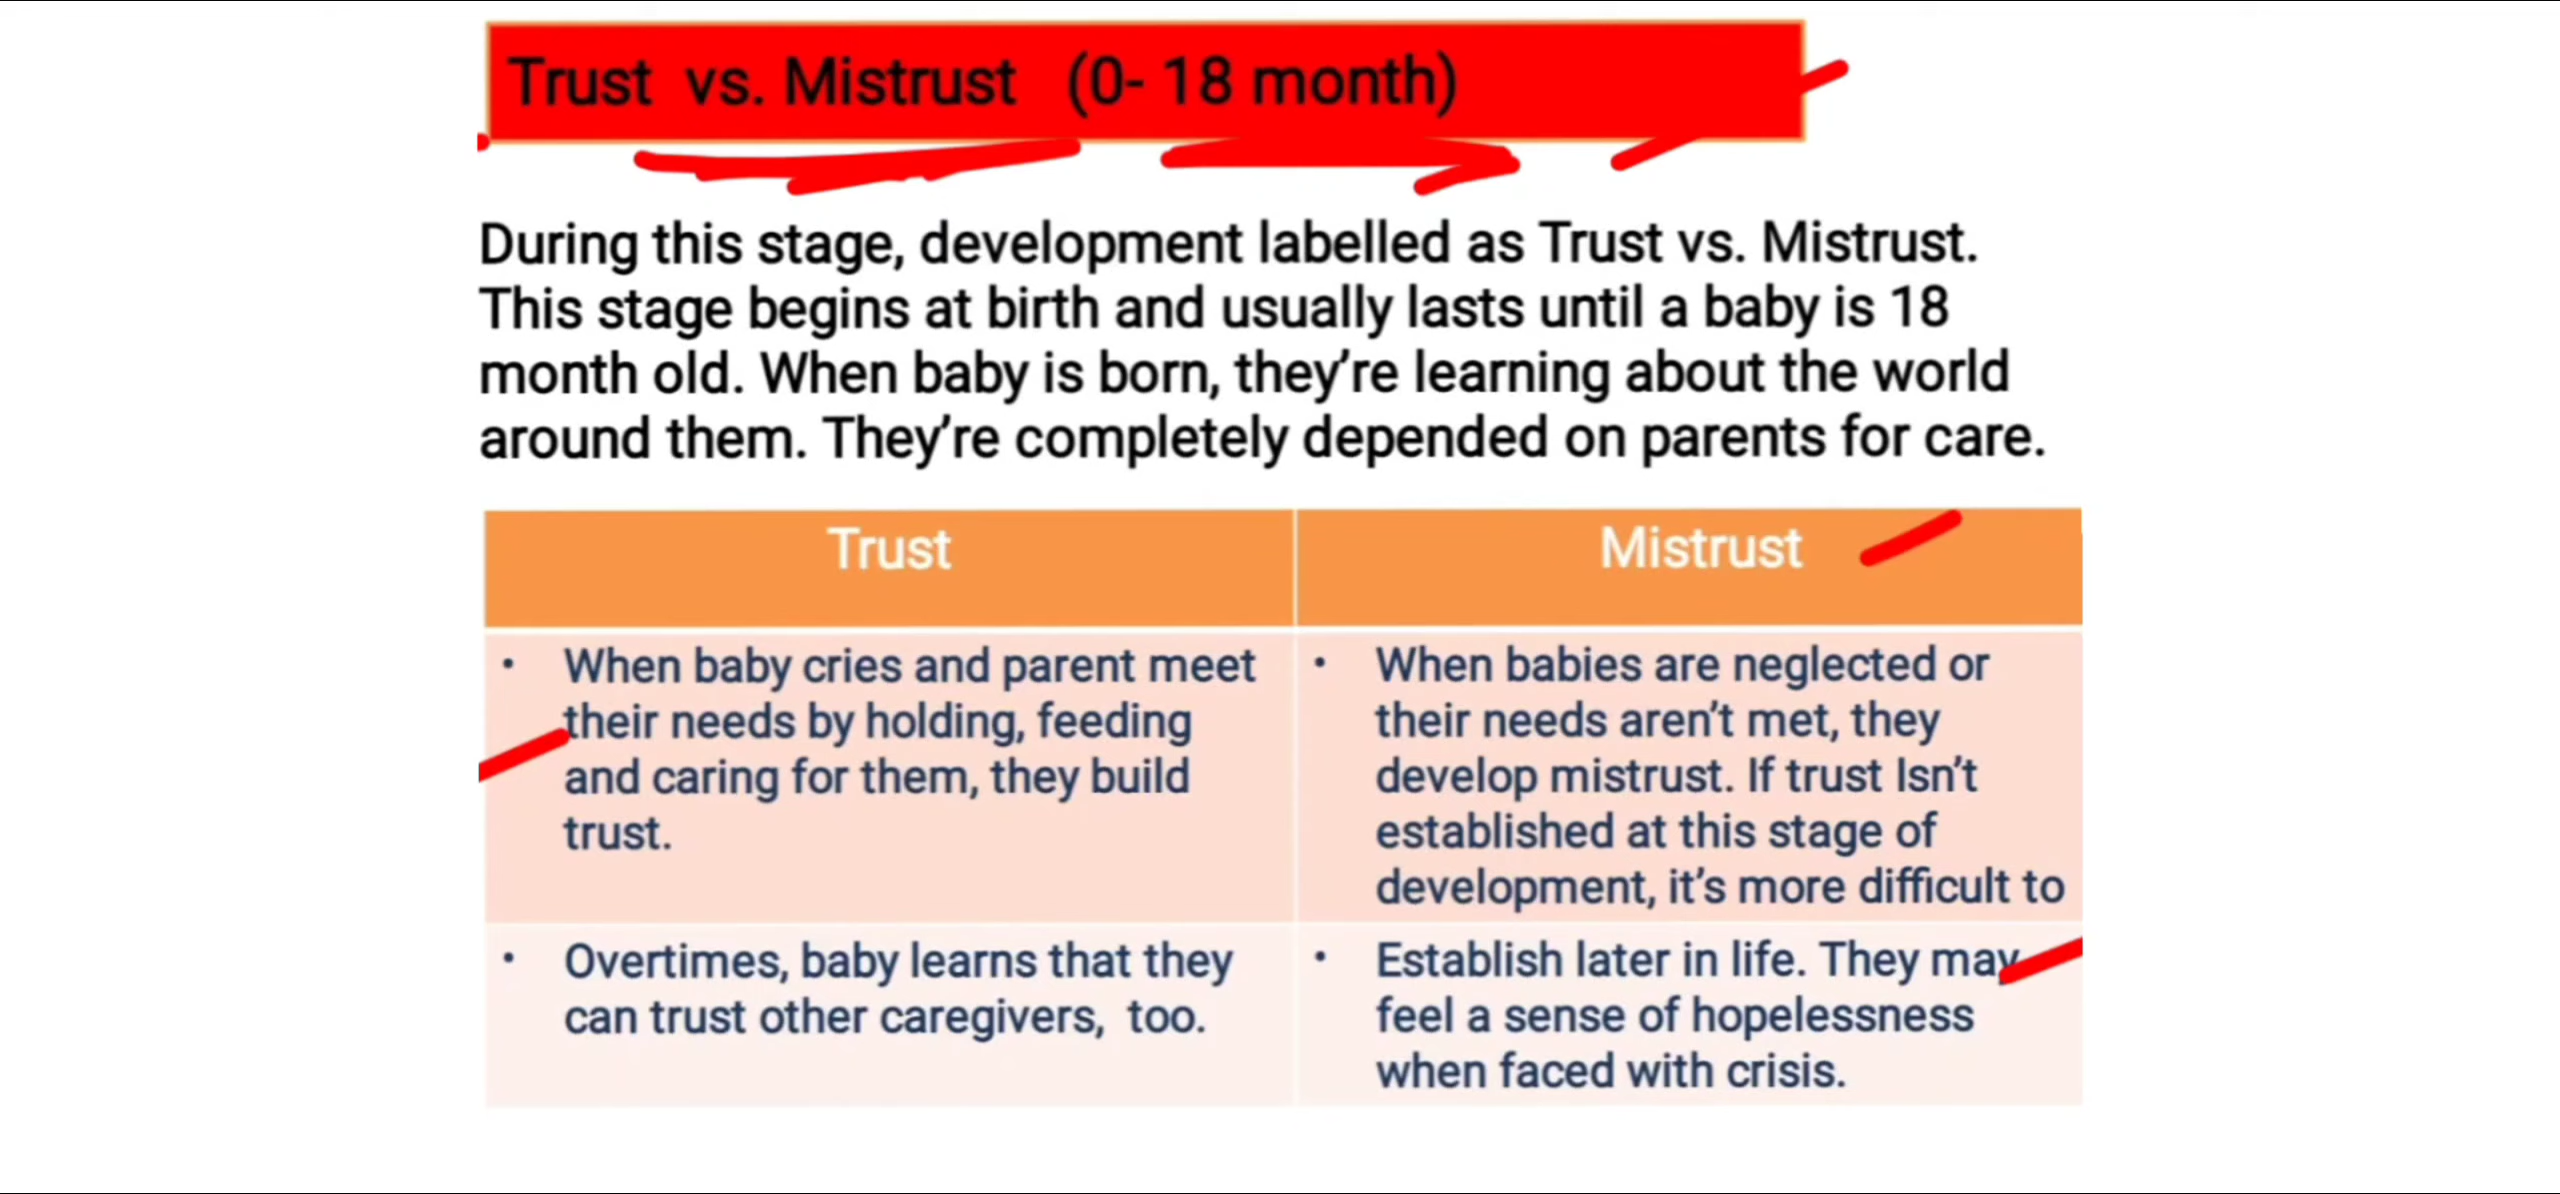 Trust vs. Mistrust (0- 18 month)
During this stage, development labelled as Trust vs. Mistrust.
This stage begins at birth and usually lasts until a baby is 18
month old. When baby is born, they're learning about the world
around them. They're completely depended on parents for care.
Trust
Mistrust
• When baby cries and parent meet
their needs by holding, feeding
and caring for them, they build
trust.
• When babies are neglected or
their needs aren't met, they
develop mistrust. If trust Isn't
established at this stage of
development, it's more difficult to
• Overtimes, baby learns that they
can trust other caregivers, too.
• Establish later in life. They may
feel a sense of hopelessness
when faced with crisis.